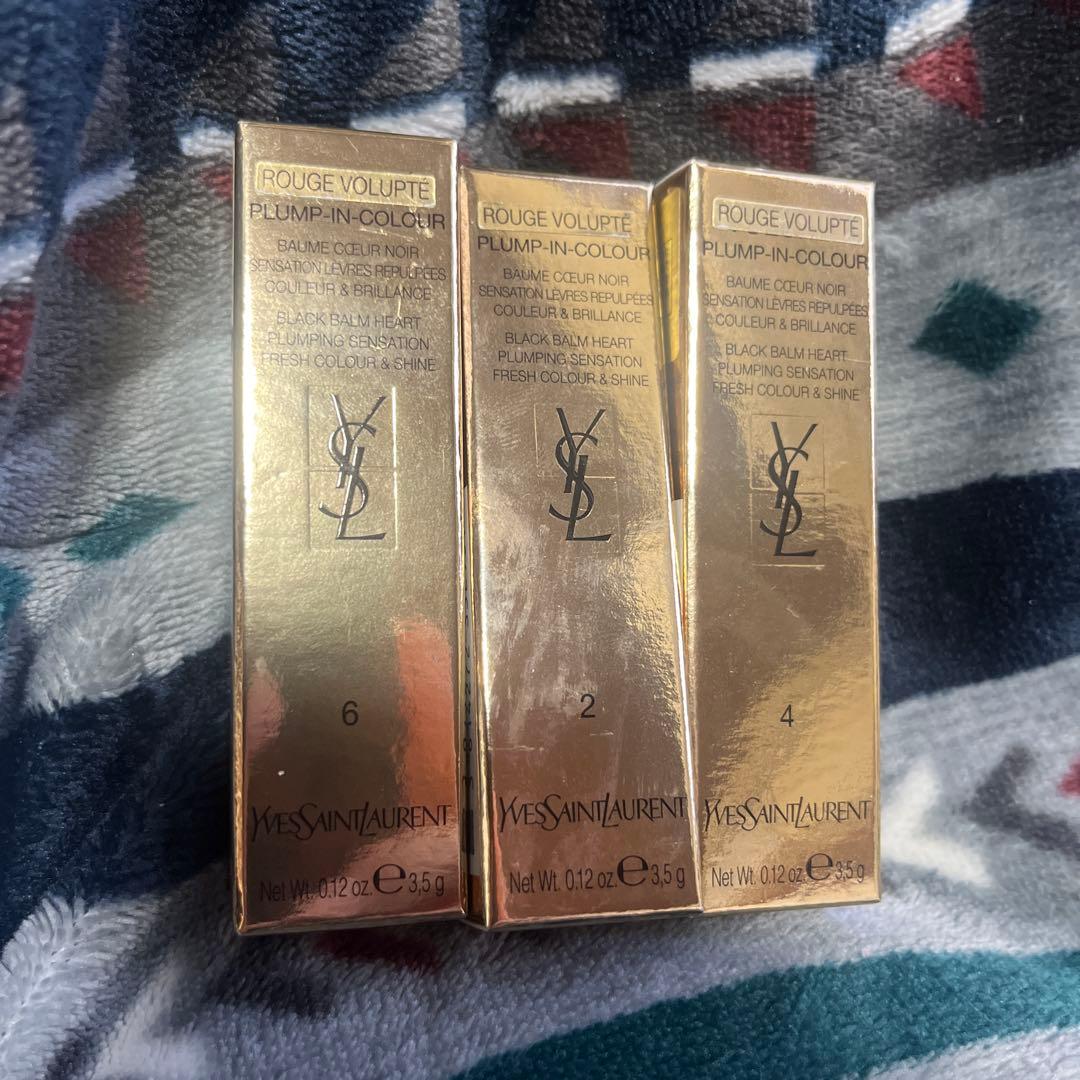 ROUGE VOLUPTÉ
PLUMP-IN-COLOUR
BAUME CŒUR NOIR
SENSATION LÈVRES REPULPÉES
COULEUR & BRILLANCE
BLACK BALM HEART
PLUMPING SENSATION
FRESH COLOUR & SHINE
YSL
6
YVESSAINTLAURENT
Net Wt. 0.12 oz. e 3,5 g
ROUGE VOLUPTÉ
PLUMP-IN-COLOUR
BAUME CŒUR NOIR
SENSATION LÈVRES REPULPÉES
COULEUR & BRILLANCE
BLACK BALM HEART
PLUMPING SENSATION
FRESH COLOUR & SHINE
YSL
2
YVESSAINTLAURENT
Net Wt. 0.12 oz. e 3,5 g
ROUGE VOLUPTÉ
PLUMP-IN-COLOUR
BAUME CŒUR NOIR
SENSATION LÈVRES REPULPÉES
COULEUR & BRILLANCE
BLACK BALM HEART
PLUMPING SENSATION
FRESH COLOUR & SHINE
YSL
4
YVESSAINTLAURENT
Net Wt. 0.12 oz. e 3,5 g